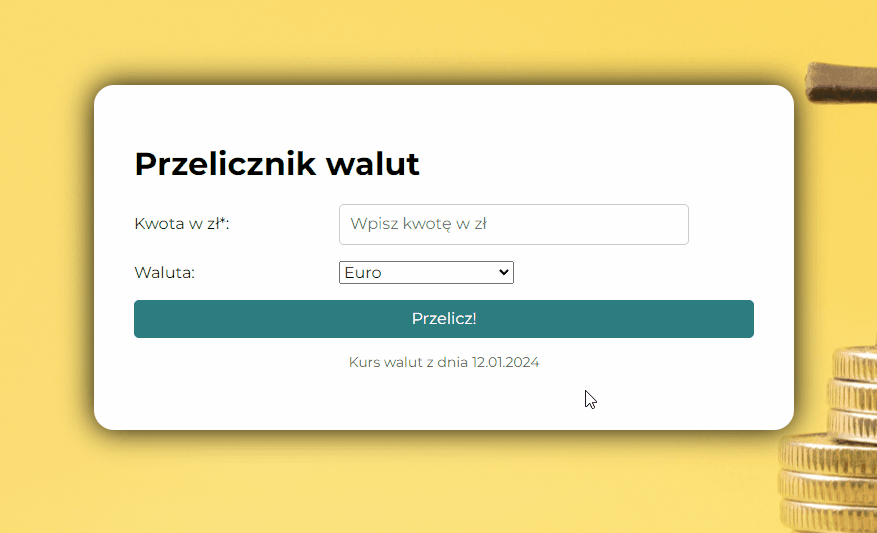 Przelicznik walut
Kwota w zł*:
Wpisz kwotę w zł
Waluta:
Euro
Przelicz!
Kurs walut z dnia 12.01.2024